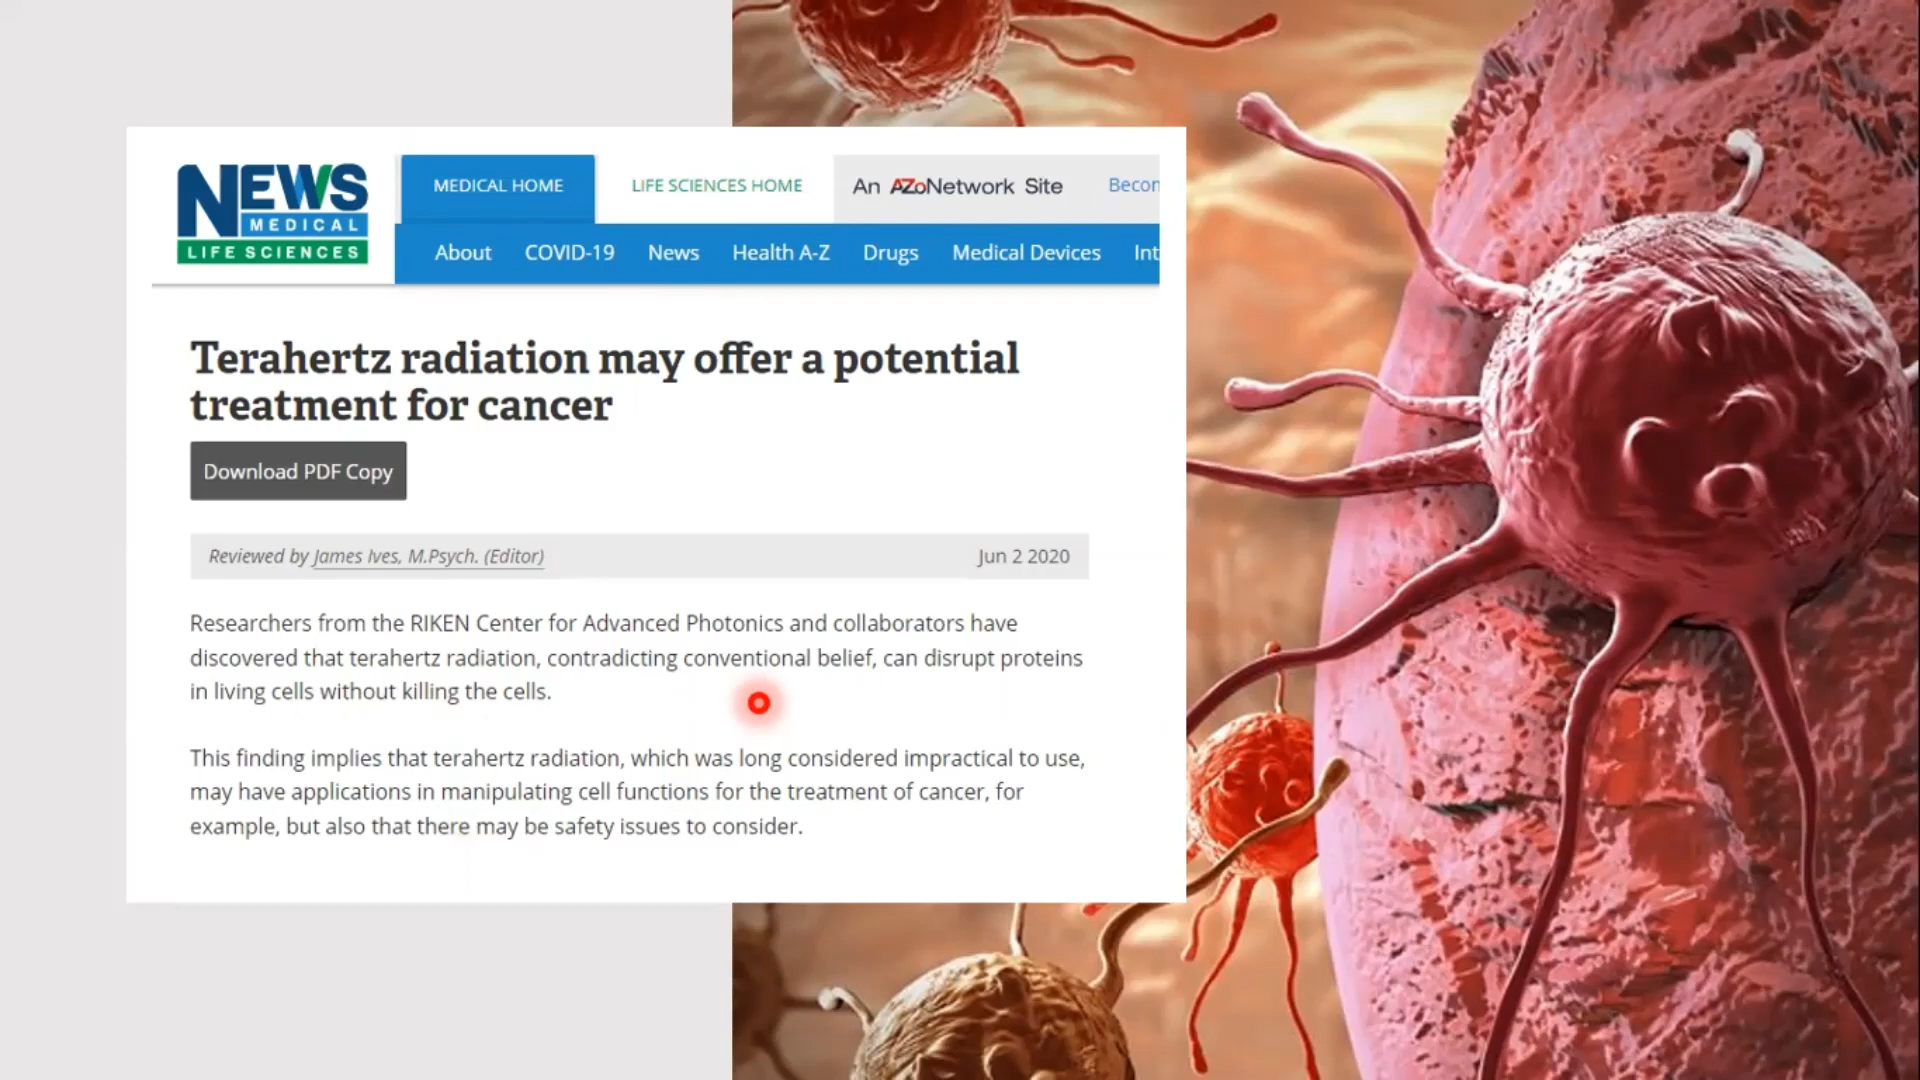 NEWS
MEDICAL
LIFE SCIENCES
MEDICAL HOME
LIFE SCIENCES HOME
An AZoNetwork Site
Becon
About
COVID-19
News
Health A-Z
Drugs
Medical Devices
Int
Terahertz radiation may offer a potential
treatment for cancer
Download PDF Copy
Reviewed by James Ives, M.Psych. (Editor)
Jun 2 2020
Researchers from the RIKEN Center for Advanced Photonics and collaborators have
discovered that terahertz radiation, contradicting conventional belief, can disrupt proteins
in living cells without killing the cells.
This finding implies that terahertz radiation, which was long considered impractical to use,
may have applications in manipulating cell functions for the treatment of cancer, for
example, but also that there may be safety issues to consider.